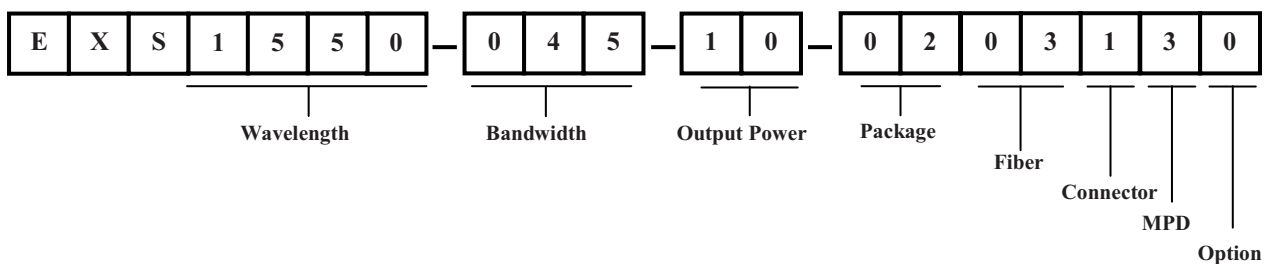 E X S 1 5 5 0 – 0 4 5 – 1 0 – 0 2 0 3 1 3 0
Wavelength Bandwidth Output Power Package
Fiber
Connector
MPD
Option